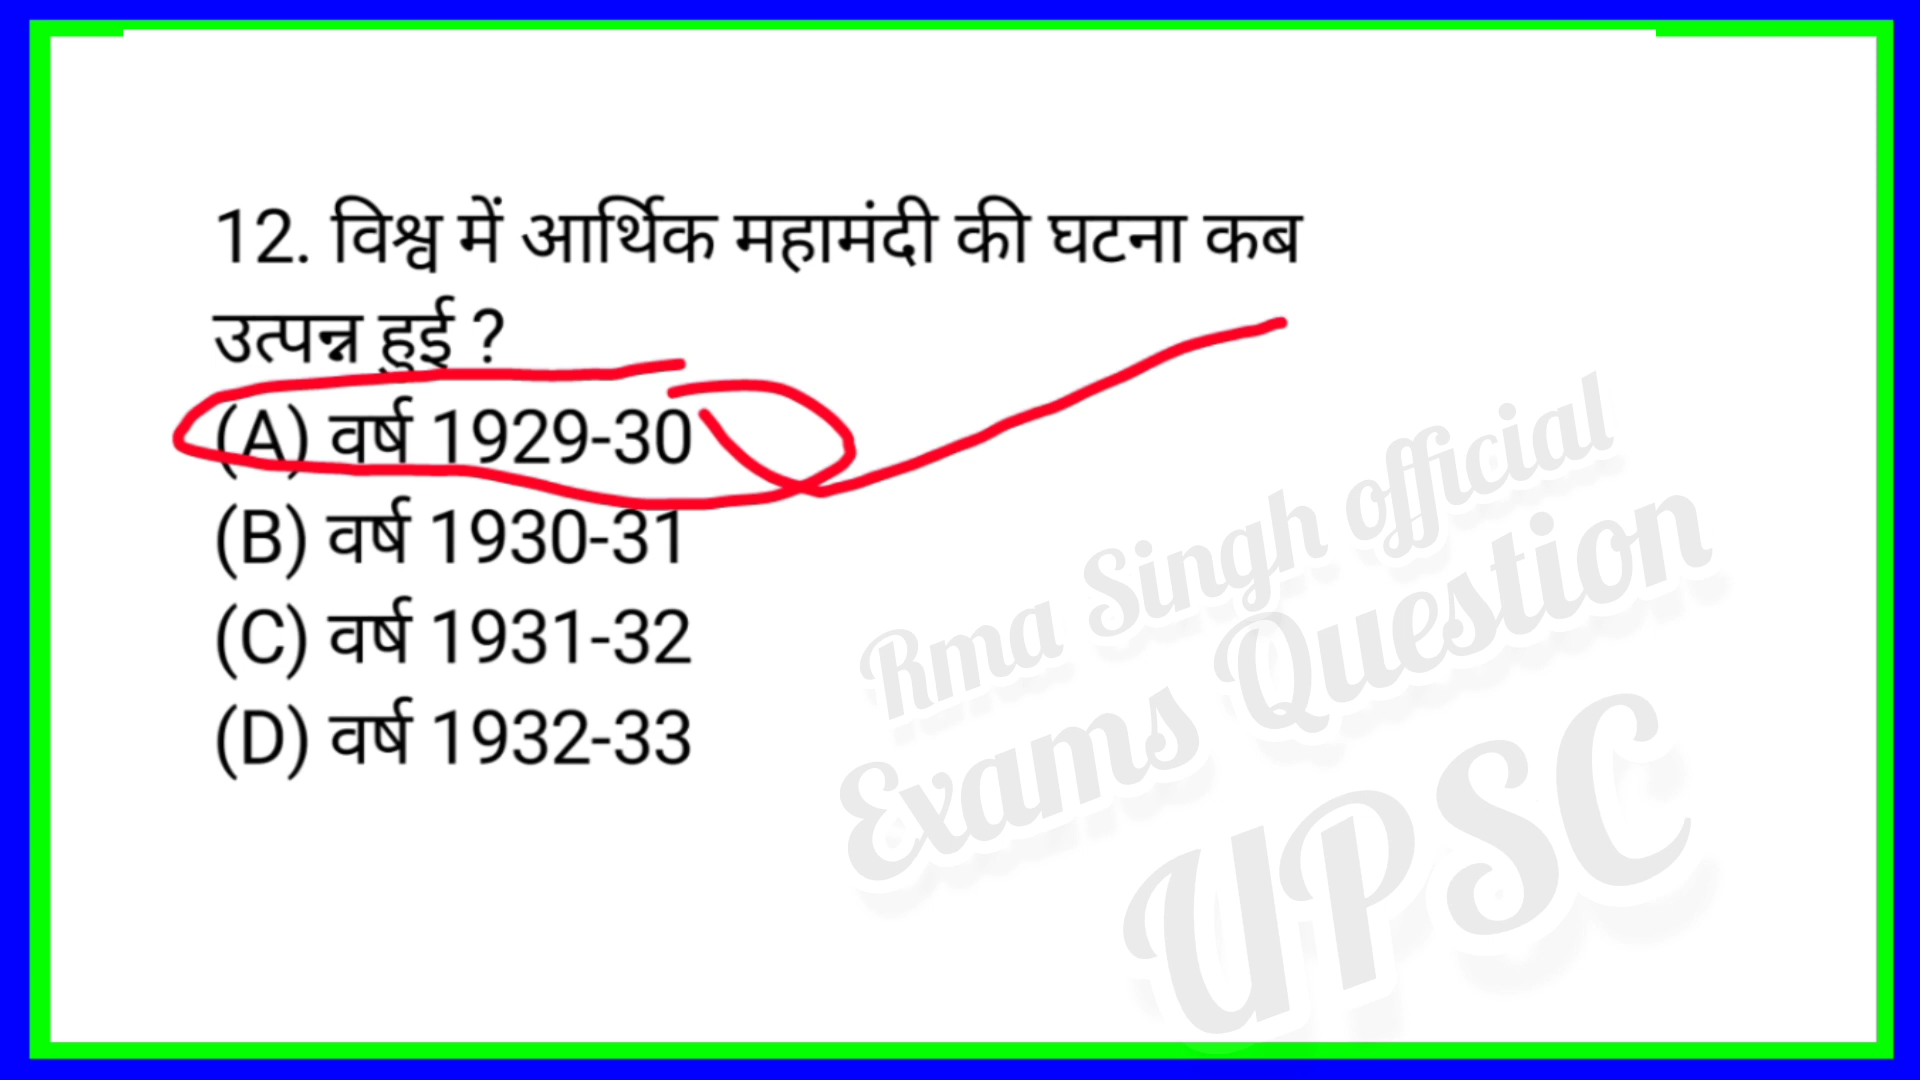 12. विश्व में आर्थिक महामंदी की घटना कब
उत्पन्न हुई ?
(A) वर्ष 1929-30
(B) वर्ष 1930-31
(C) वर्ष 1931-32
(D) वर्ष 1932-33
Rma Singh official
Exams Question
UPSC